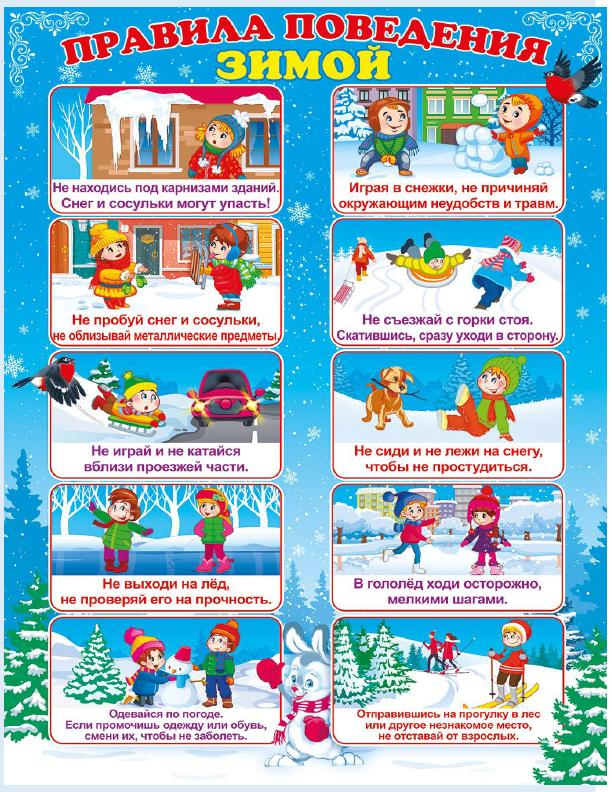 ПРАВИЛА ПОВЕДЕНИЯ
ЗИМОЙ
Не находись под карнизами зданий.
Снег и сосульки могут упасть!
Играя в снежки, не причиняй
окружающим неудобств и травм.
Не пробуй снег и сосульки,
не облизывай металлические предметы.
Не съезжай с горки стоя.
Скатившись, сразу уходи в сторону.
Не играй и не катайся
вблизи проезжей части.
Не сиди и не лежи на снегу,
чтобы не простудиться.
Не выходи на лёд,
не проверяй его на прочность.
В гололёд ходи осторожно,
мелкими шагами.
Одевайся по погоде.
Если промочишь одежду или обувь,
смени их, чтобы не заболеть.
Отправившись на прогулку в лес
или другое незнакомое место,
не отставай от взрослых.